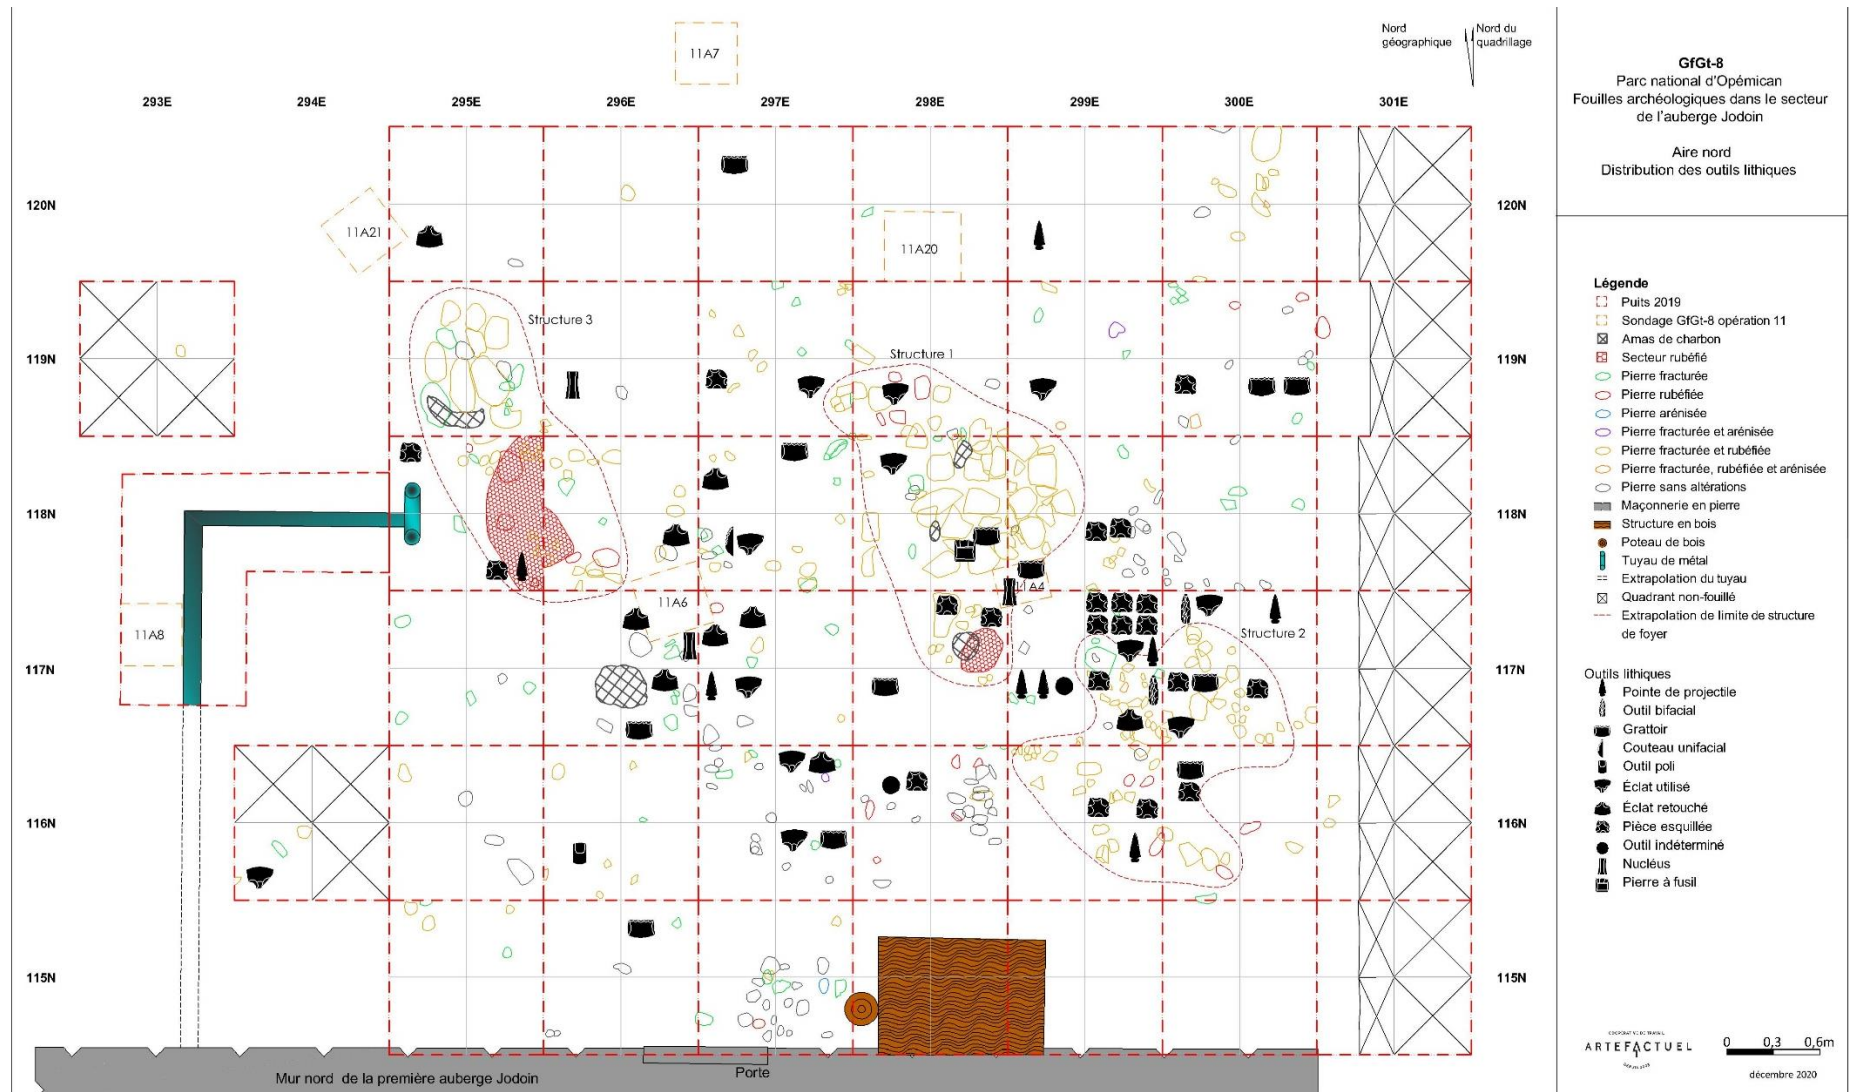 Nord
géographique
Nord du
quadrillage
11A7
293E 294E 295E 296E 297E 298E 299E 300E 301E
120N 120N
11A21
11A20
Structure 3
Structure 1
119N 119N
118N 118N
11A6
11A4
11A8
Structure 2
117N 117N
116N 116N
115N 115N
Porte
Mur nord de la première auberge Jodoin
GfGt-8
Parc national d'Opémican
Fouilles archéologiques dans le secteur
de l'auberge Jodoin
Aire nord
Distribution des outils lithiques
Légende
Puits 2019
Sondage GfGt-8 opération 11
Amas de charbon
Secteur rubéfié
Pierre fracturée
Pierre rubéfiée
Pierre arénisée
Pierre fracturée et arénisée
Pierre fracturée et rubéfiée
Pierre fracturée, rubéfiée et arénisée
Pierre sans altérations
Maçonnerie en pierre
Structure en bois
Poteau de bois
Tuyau de métal
Extrapolation du tuyau
Quadrant non-fouillé
Extrapolation de limite de structure
de foyer
Outils lithiques
Pointe de projectile
Outil bifacial
Grattoir
Couteau unifacial
Outil poli
Éclat utilisé
Éclat retouché
Pièce esquillée
Outil indéterminé
Nucléus
Pierre à fusil
COOPÉRATIVE DE TRAVAIL
ARTEFACTUEL
0 0,3 0,6m
décembre 2020